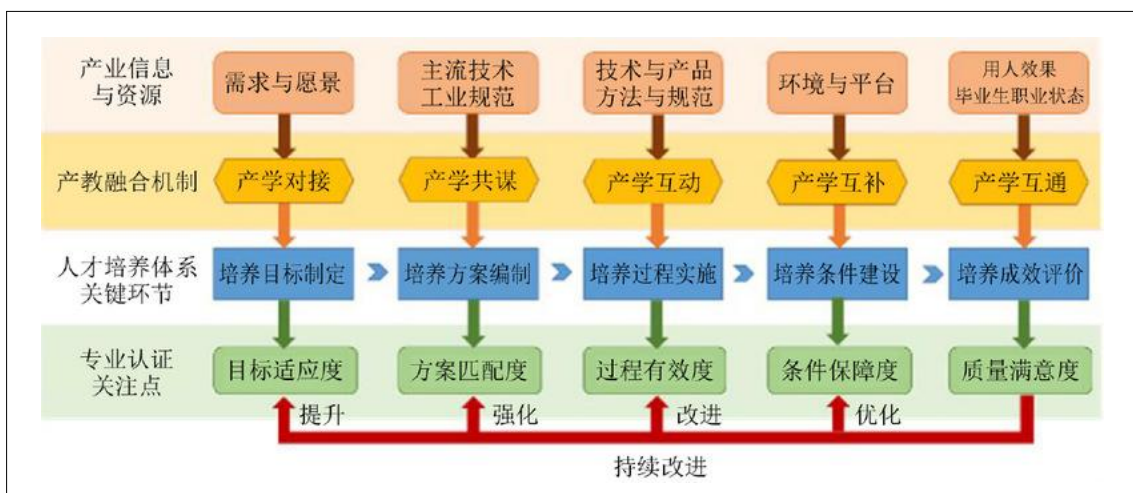 产业信息
与资源
需求与愿景
主流技术
工业规范
技术与产品
方法与规范
环境与平台
用人效果
毕业生职业状态
产教融合机制
产学对接
产学共谋
产学互动
产学互补
产学互通
人才培养体系
关键环节
培养目标制定
培养方案编制
培养过程实施
培养条件建设
培养成效评价
专业认证
关注点
目标适应度
方案匹配度
过程有效度
条件保障度
质量满意度
提升
强化
改进
优化
持续改进